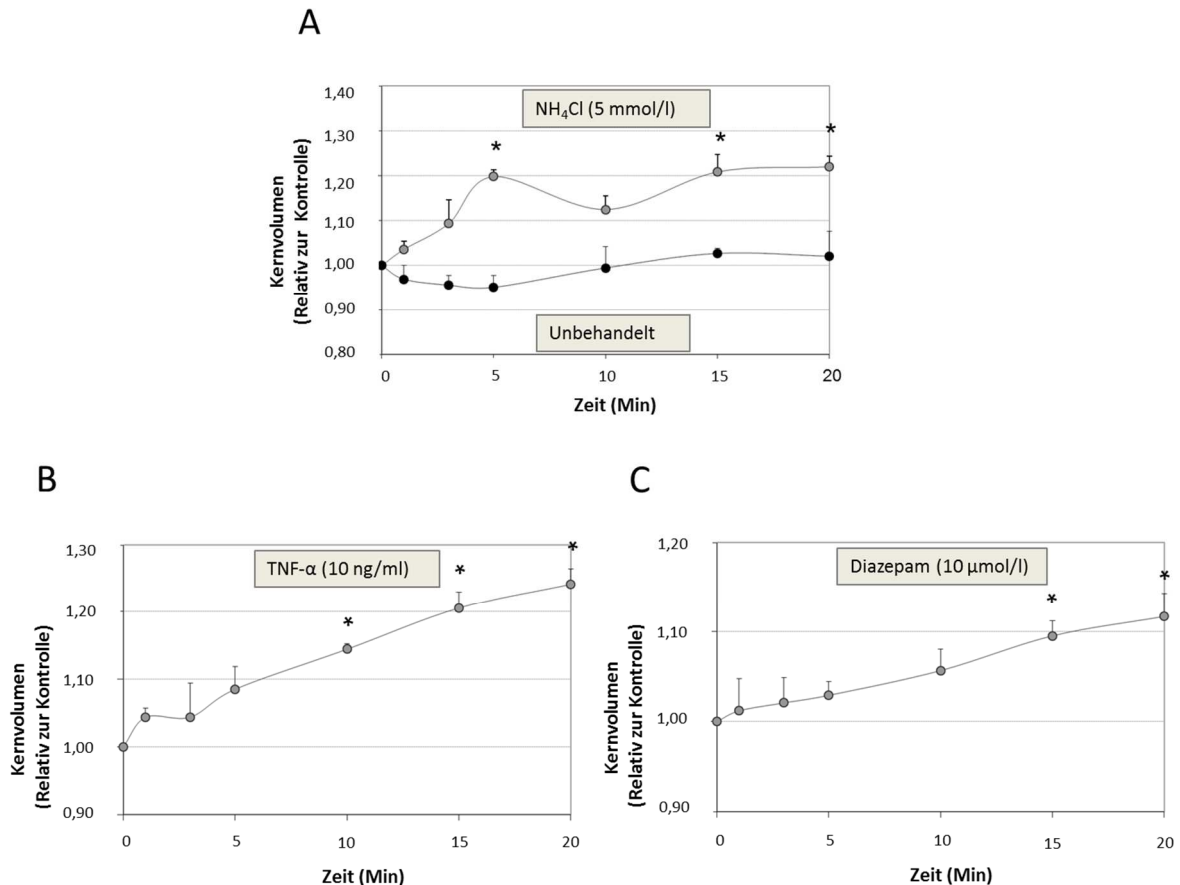 A
Kernvolumen
(Relativ zur Kontrolle)
1,40
1,30
1,20
1,10
1,00
0,90
0,80
NH₄Cl (5 mmol/l)
*
*
*
Unbehandelt
0
5
10
15
20
Zeit (Min)
B
Kernvolumen
(Relativ zur Kontrolle)
1,30
1,20
1,10
1,00
0,90
TNF-α (10 ng/ml)
*
*
*
0
5
10
15
20
Zeit (Min)
C
Kernvolumen
(Relativ zur Kontrolle)
1,20
1,10
1,00
0,90
Diazepam (10 µmol/l)
*
*
0
5
10
15
20
Zeit (Min)